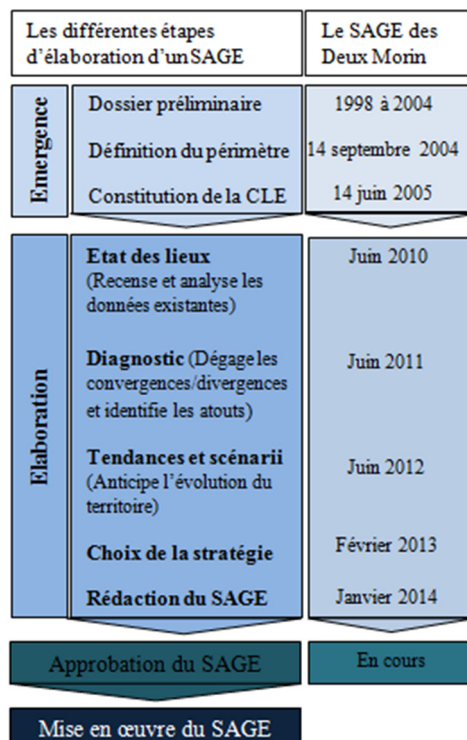 Les différentes étapes
d'élaboration d'un SAGE
Le SAGE des
Deux Morin
Emergence
Dossier préliminaire
1998 à 2004
Définition du périmètre
14 septembre 2004
Constitution de la CLE
14 juin 2005
Elaboration
Etat des lieux
(Recense et analyse les
données existantes)
Juin 2010
Diagnostic (Dégage les
convergences/divergences
et identifie les atouts)
Juin 2011
Tendances et scénarii
(Anticipe l'évolution du
territoire)
Juin 2012
Choix de la stratégie
Février 2013
Rédaction du SAGE
Janvier 2014
Approbation du SAGE
En cours
Mise en œuvre du SAGE